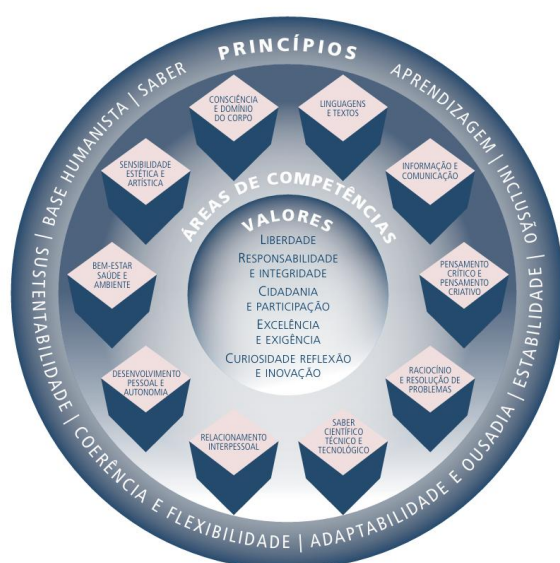 PRINCÍPIOS
BASE HUMANISTA | SABER
APRENDIZAGEM | INCLUSÃO | ESTABILIDADE | ADAPTABILIDADE E OUSADIA | COERÊNCIA E FLEXIBILIDADE | SUSTENTABILIDADE |
ÁREAS DE COMPETÊNCIAS
CONSCIÊNCIA
E DOMÍNIO
DO CORPO
LINGUAGENS
E TEXTOS
INFORMAÇÃO E
COMUNICAÇÃO
PENSAMENTO
CRÍTICO E
PENSAMENTO
CRIATIVO
RACIOCÍNIO
E RESOLUÇÃO DE
PROBLEMAS
SABER
CIENTÍFICO
TÉCNICO E
TECNOLÓGICO
RELACIONAMENTO
INTERPESSOAL
DESENVOLVIMENTO
PESSOAL E
AUTONOMIA
BEM-ESTAR
SAÚDE E
AMBIENTE
SENSIBILIDADE
ESTÉTICA E
ARTÍSTICA
VALORES
LIBERDADE
RESPONSABILIDADE
E INTEGRIDADE
CIDADANIA
E PARTICIPAÇÃO
EXCELÊNCIA
E EXIGÊNCIA
CURIOSIDADE REFLEXÃO
E INOVAÇÃO